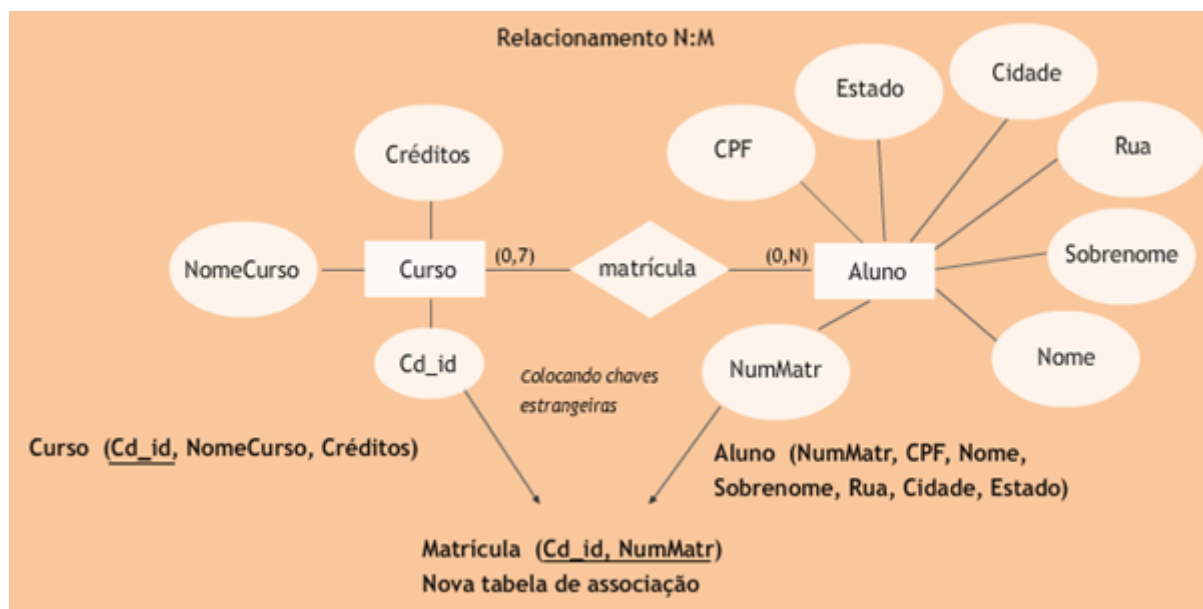 Relacionamento N:M
Cidade
Estado
Rua
CPF
Créditos
Sobrenome
NomeCurso
Curso
(0,7)
matrícula
(0,N)
Aluno
Nome
Cd_id
NumMatr
Colocando chaves
estrangeiras
Curso (Cd_id, NomeCurso, Créditos)
Aluno (NumMatr, CPF, Nome,
Sobrenome, Rua, Cidade, Estado)
Matrícula (Cd_id, NumMatr)
Nova tabela de associação